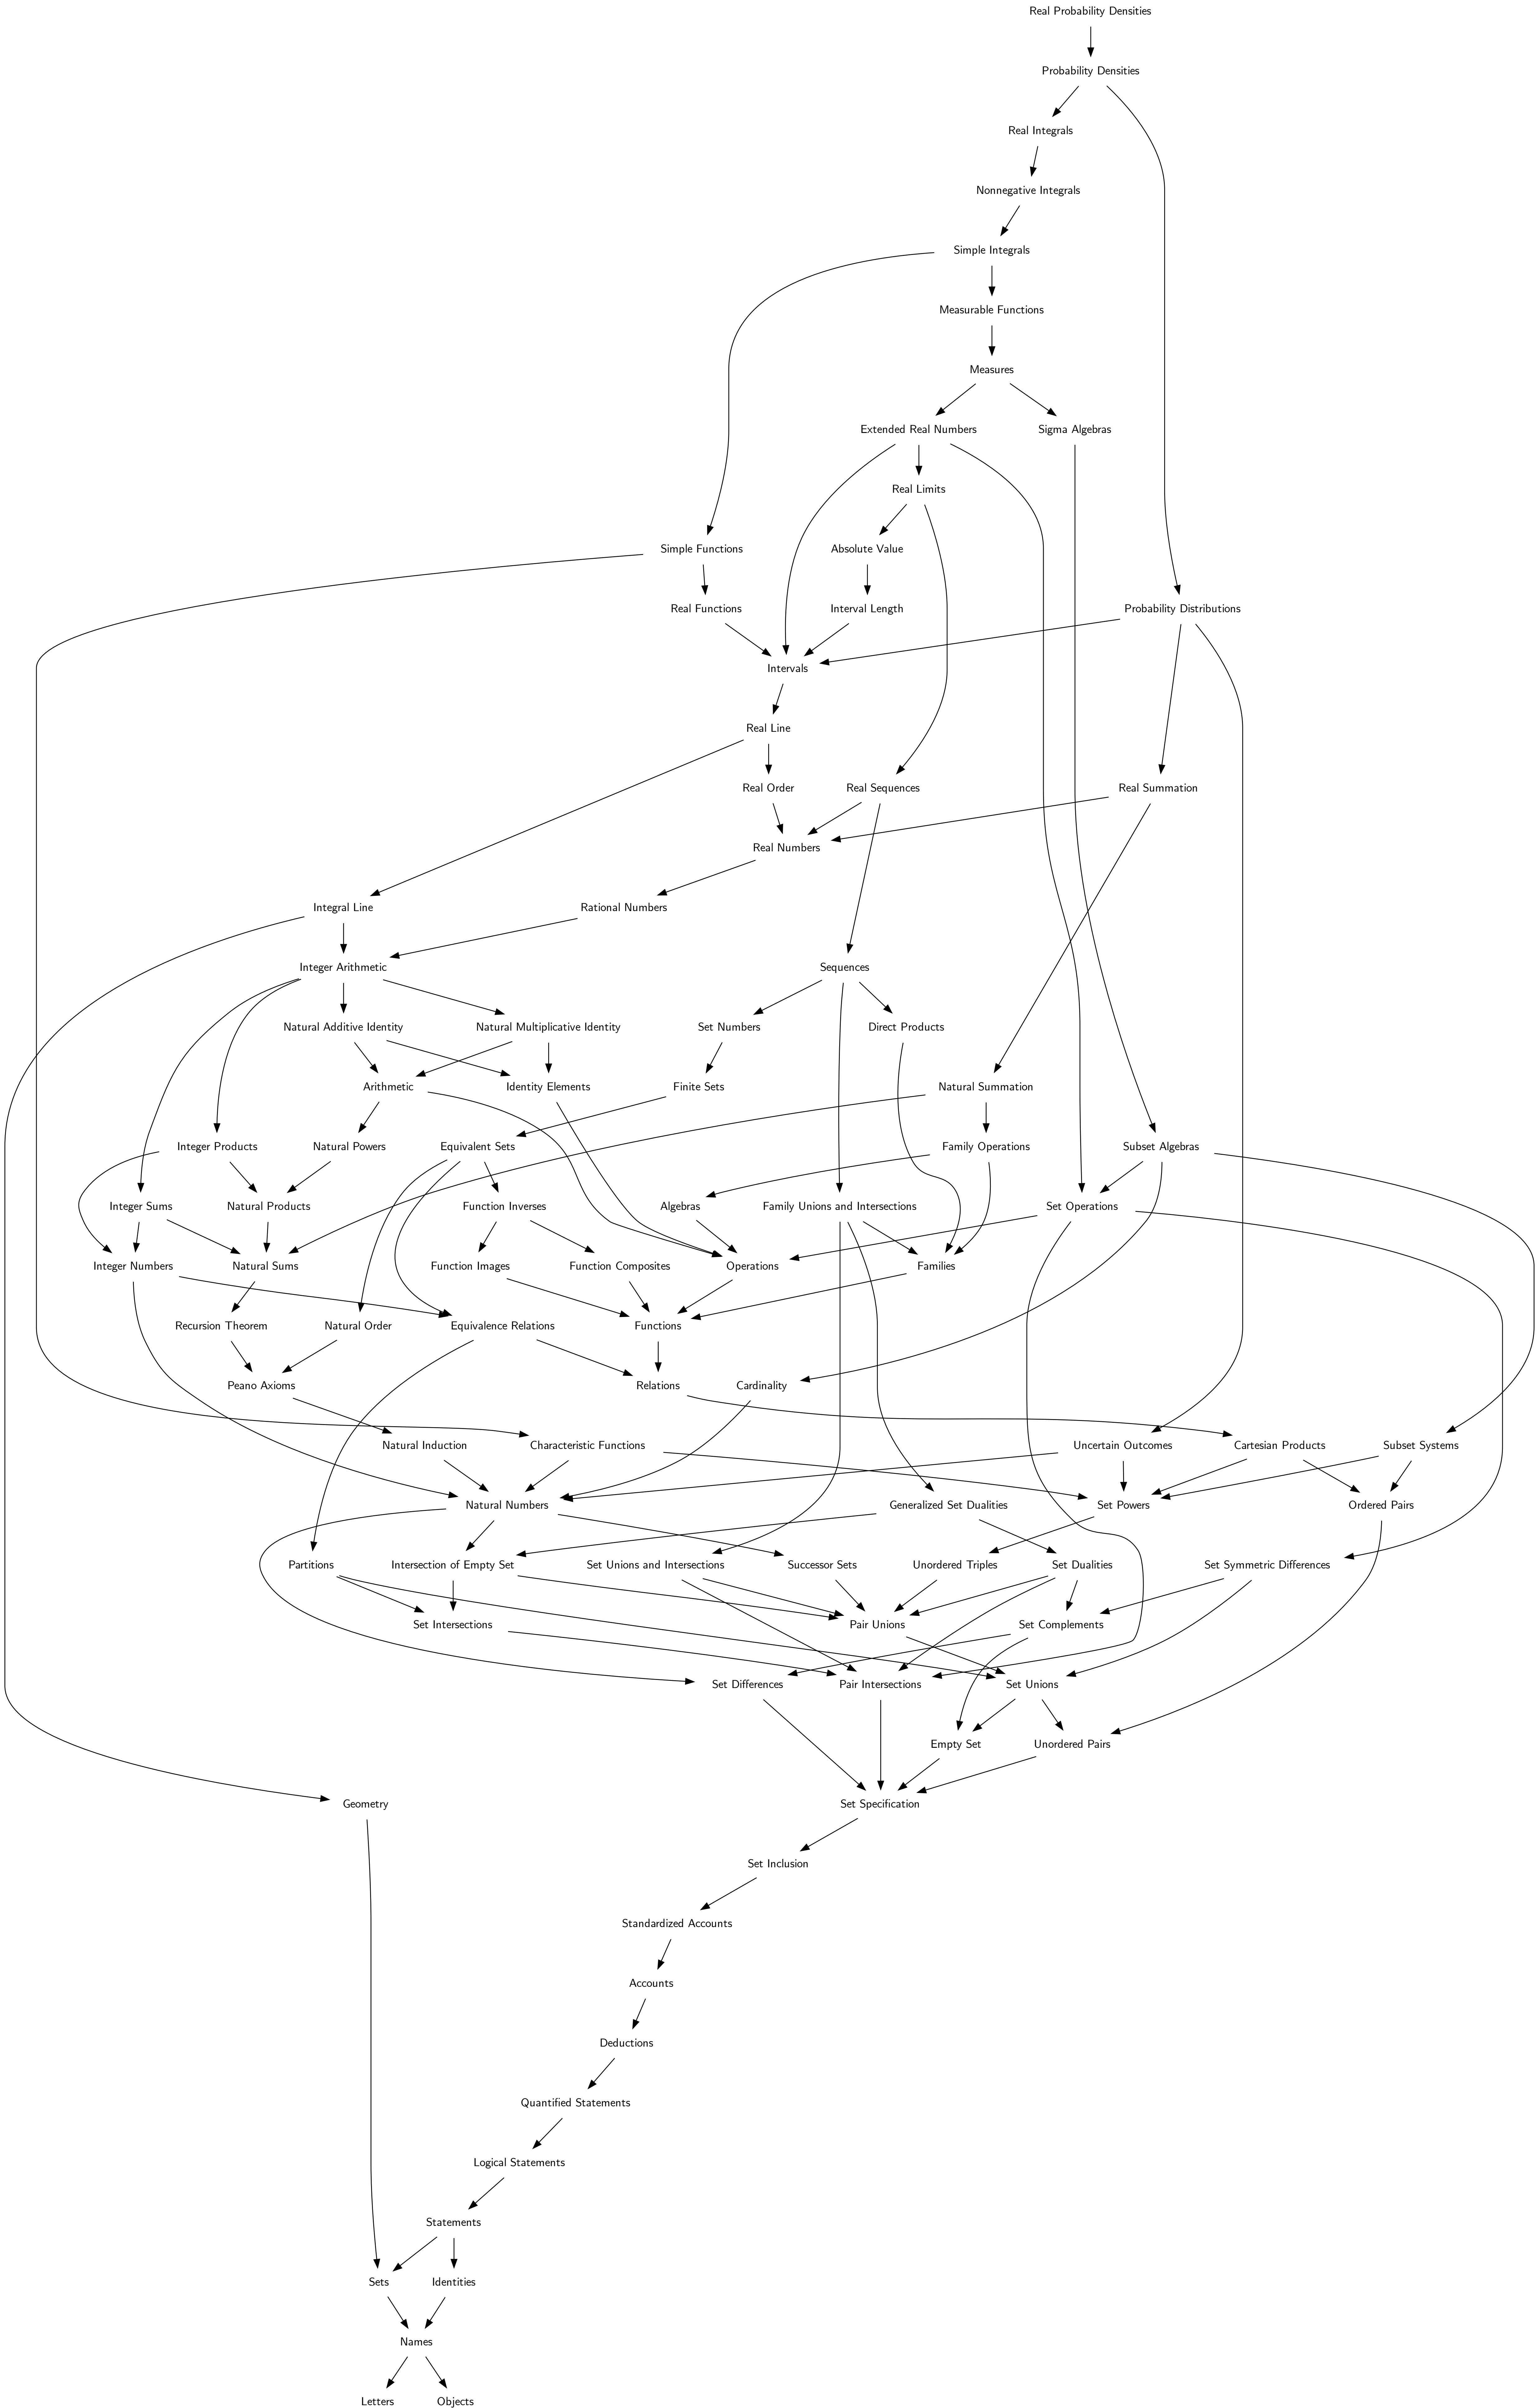 Real Probability Densities
Probability Densities
Real Integrals
Nonnegative Integrals
Simple Integrals
Measurable Functions
Measures
Extended Real Numbers
Sigma Algebras
Real Limits
Simple Functions
Absolute Value
Real Functions
Interval Length
Probability Distributions
Intervals
Real Line
Real Order
Real Sequences
Real Summation
Real Numbers
Integral Line
Rational Numbers
Integer Arithmetic
Sequences
Natural Additive Identity
Natural Multiplicative Identity
Set Numbers
Direct Products
Arithmetic
Identity Elements
Finite Sets
Natural Summation
Integer Products
Natural Powers
Equivalent Sets
Family Operations
Subset Algebras
Integer Sums
Natural Products
Function Inverses
Algebras
Family Unions and Intersections
Set Operations
Integer Numbers
Natural Sums
Function Images
Function Composites
Operations
Families
Recursion Theorem
Natural Order
Equivalence Relations
Functions
Peano Axioms
Relations
Cardinality
Natural Induction
Characteristic Functions
Uncertain Outcomes
Cartesian Products
Subset Systems
Natural Numbers
Generalized Set Dualities
Set Powers
Ordered Pairs
Partitions
Intersection of Empty Set
Set Unions and Intersections
Successor Sets
Unordered Triples
Set Dualities
Set Symmetric Differences
Set Intersections
Pair Unions
Set Complements
Set Differences
Pair Intersections
Set Unions
Empty Set
Unordered Pairs
Geometry
Set Specification
Set Inclusion
Standardized Accounts
Accounts
Deductions
Quantified Statements
Logical Statements
Statements
Sets
Identities
Names
Letters
Objects